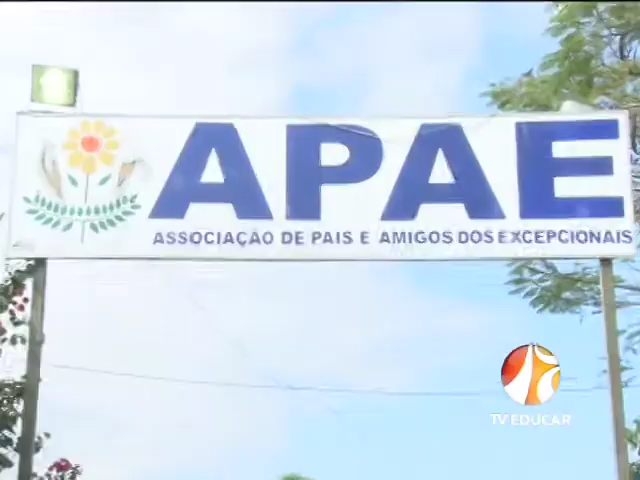 APAE
ASSOCIAÇÃO DE PAIS E AMIGOS DOS EXCEPCIONAIS
TV EDUCAR